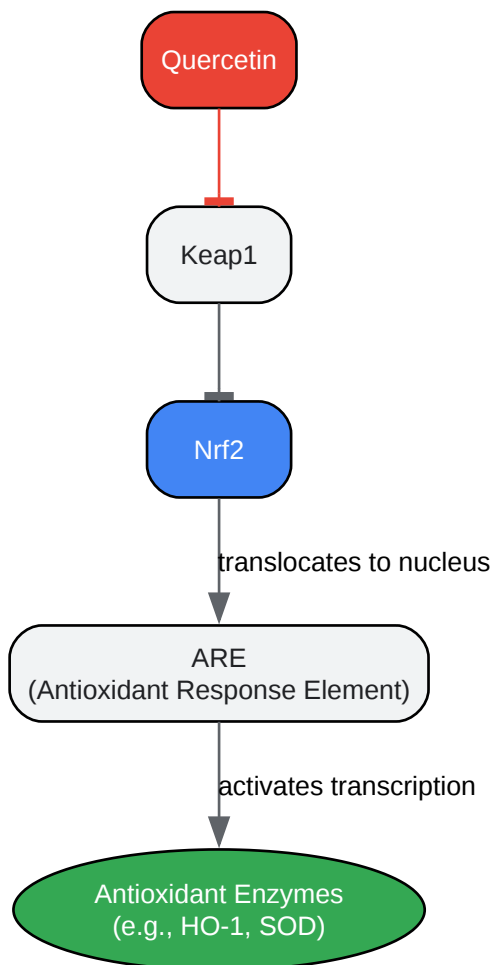 Quercetin
Keap1
Nrf2
translocates to nucleus
ARE
(Antioxidant Response Element)
activates transcription
Antioxidant Enzymes
(e.g., HO-1, SOD)